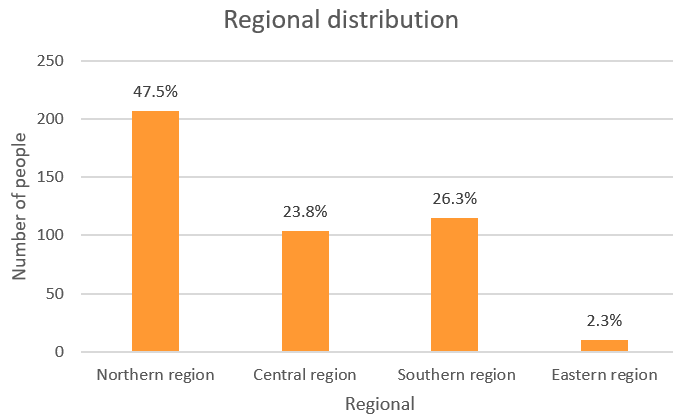 Regional distribution
250
200
150
100
50
0
Number of people
47.5%
23.8%
26.3%
2.3%
Northern region
Central region
Southern region
Eastern region
Regional